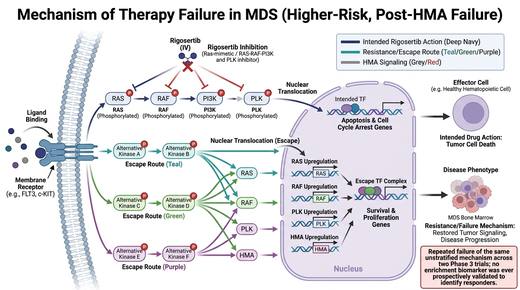 Mechanism of Therapy Failure in MDS (Higher-Risk, Post-HMA Failure)
Rigosertib
(IV)
Rigosertib Inhibition
(Ras-mimetic / RAS-RAF-PI3K
and PLK inhibitor)
Intended Rigosertib Action (Deep Navy)
Resistance/Escape Route (Teal/Green/Purple)
HMA Signaling (Grey/Red)
Ligand
Binding
Membrane
Receptor
(e.g., FLT3, c-KIT)
RAS
P
RAF
P
PI3K
P
PLK
P
RAS
(Phosphorylated)
RAF
(Phosphorylated)
PI3K
(Phosphorylated)
PLK
(Phosphorylated)
Nuclear
Translocation
Intended TF
Apoptosis & Cell
Cycle Arrest Genes
Effector Cell
(e.g. Healthy Hematopoietic Cell)
Intended Drug Action:
Tumor Cell Death
Nuclear Translocation (Escape)
Alternative
Kinase A
P
Alternative
Kinase B
P
Escape Route (Teal)
Alternative
Kinase C
P
Alternative
Kinase D
P
Escape Route (Green)
Alternative
Kinase E
P
Alternative
Kinase F
P
Escape Route (Purple)
RAS
RAF
PLK
HMA
RAS Upregulation
RAS
RAF Upregulation
RAF
PLK Upregulation
HMA Upregulation
HMA
Escape TF Complex
Survival &
Proliferation
Genes
Nucleus
Disease Phenotype
MDS Bone Marrow
Resistance/Failure Mechanism:
Restored Tumor Signaling,
Disease Progression
Repeated failure of the same
unstratified mechanism across
two Phase 3 trials; no
enrichment biomarker was ever
prospectively validated to
identify responders.